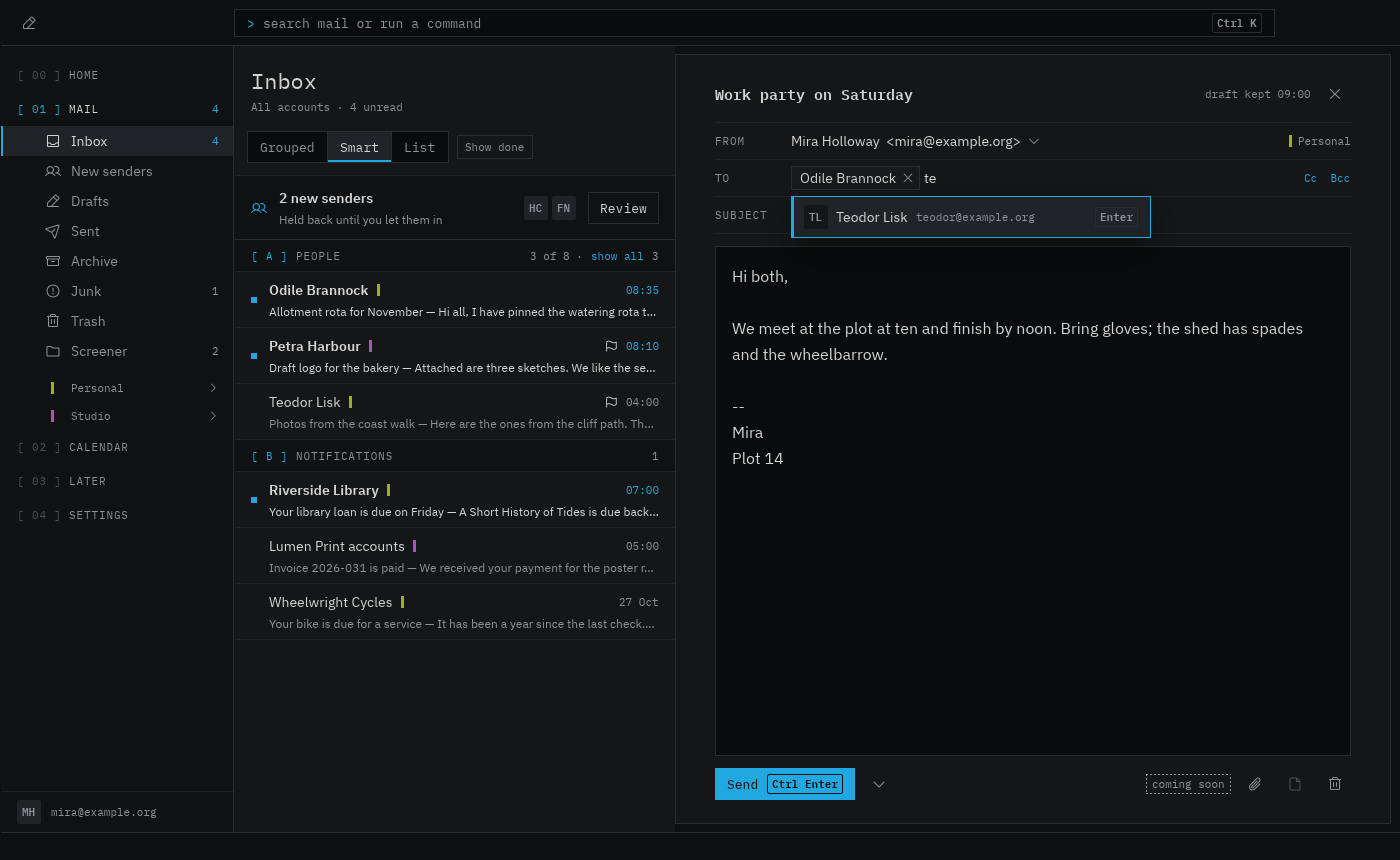 > search mail or run a command
Ctrl K
[ 00 ] HOME
[ 01 ] MAIL 4
Inbox 4
New senders
Drafts
Sent
Archive
Junk 1
Trash
Screener 2
Personal
Studio
[ 02 ] CALENDAR
[ 03 ] LATER
[ 04 ] SETTINGS
MH mira@example.org
Inbox
All accounts · 4 unread
Grouped Smart List Show done
2 new senders
Held back until you let them in
HC FN Review
[ A ] PEOPLE 3 of 8 · show all 3
Odile Brannock 08:35
Allotment rota for November — Hi all, I have pinned the watering rota t…
Petra Harbour 08:10
Draft logo for the bakery — Attached are three sketches. We like the se…
Teodor Lisk 04:00
Photos from the coast walk — Here are the ones from the cliff path. Th…
[ B ] NOTIFICATIONS 1
Riverside Library 07:00
Your library loan is due on Friday — A Short History of Tides is due back…
Lumen Print accounts 05:00
Invoice 2026-031 is paid — We received your payment for the poster r…
Wheelwright Cycles 27 Oct
Your bike is due for a service — It has been a year since the last check.…
Work party on Saturday
draft kept 09:00
FROM Mira Holloway <mira@example.org> Personal
TO Odile Brannock te Cc Bcc
SUBJECT
TL Teodor Lisk teodor@example.org Enter
Hi both,
We meet at the plot at ten and finish by noon. Bring gloves; the shed has spades
and the wheelbarrow.
--
Mira
Plot 14
Send Ctrl Enter
coming soon